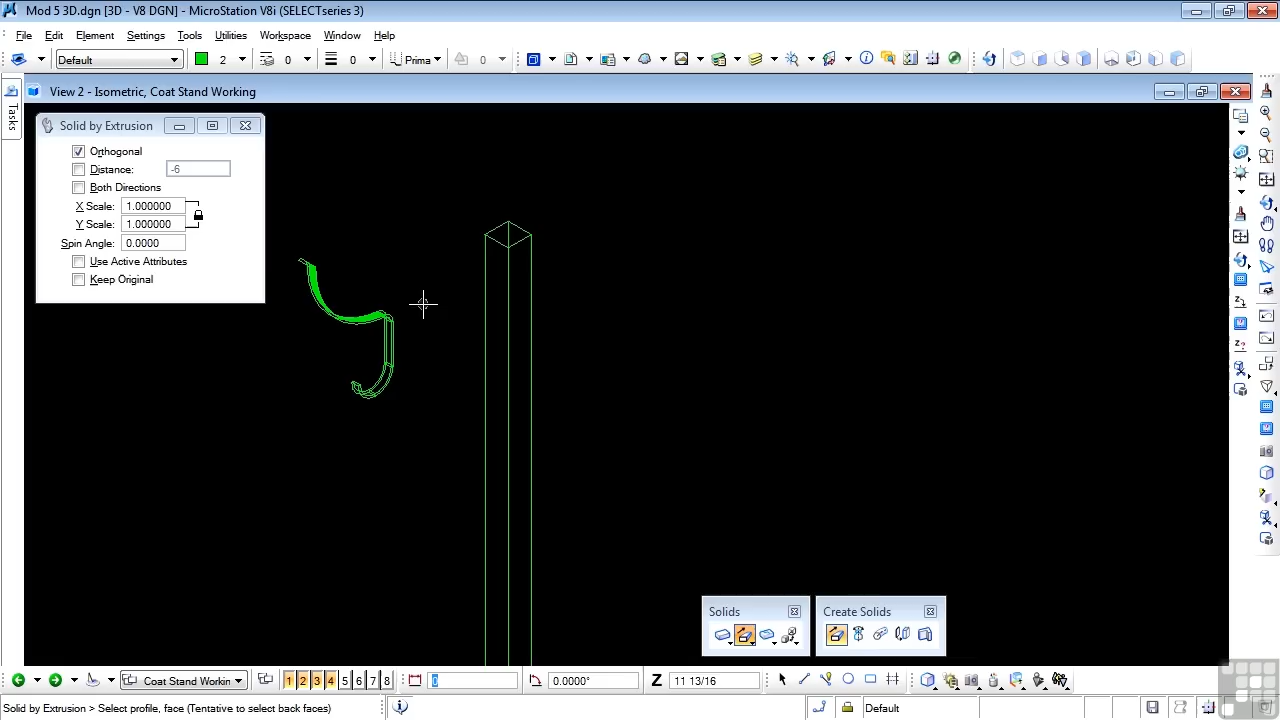 Mod 5 3D.dgn [3D - V8 DGN] - MicroStation V8i (SELECTseries 3)
File Edit Element Settings Tools Utilities Workspace Window Help
Default 2 0 0 Prima 0
View 2 - Isometric, Coat Stand Working
Tasks
Solid by Extrusion
Orthogonal
Distance: -6
Both Directions
X Scale: 1.000000
Y Scale: 1.000000
Spin Angle: 0.0000
Use Active Attributes
Keep Original
Solids Create Solids
Coat Stand Workin 1 2 3 4 5 6 7 8 0 0.0000° Z 11 13/16
Solid by Extrusion > Select profile, face (Tentative to select back faces) Default